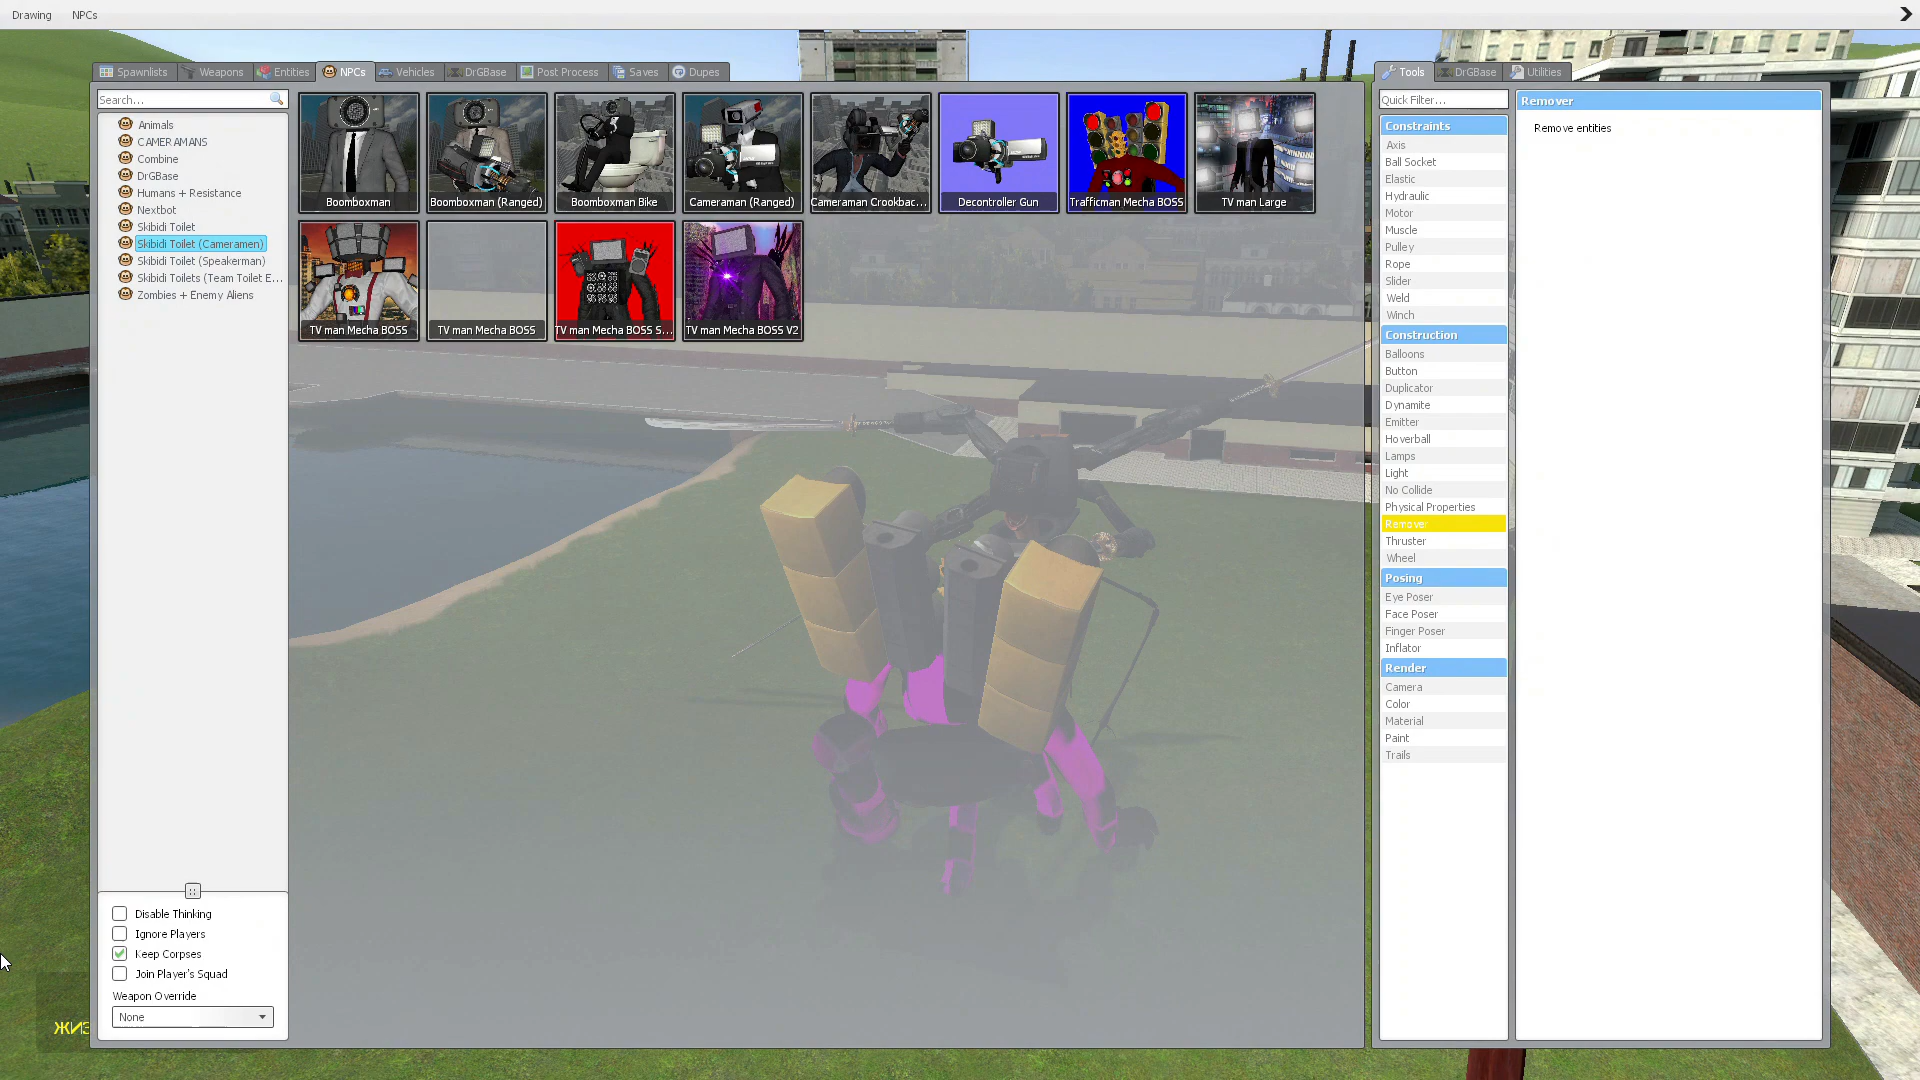 Drawing NPCs
Spawnlists Weapons Entities NPCs Vehicles DrGBase Post Process Saves Dupes
Search...
Animals
CAMERAMANS
Combine
DrGBase
Humans + Resistance
Nextbot
Skibidi Toilet
Skibidi Toilet (Cameramen)
Skibidi Toilet (Speakerman)
Skibidi Toilets (Team Toilet E...
Zombies + Enemy Aliens
Disable Thinking
Ignore Players
Keep Corpses
Join Player's Squad
Weapon Override
None
ЖИЗ
Boomboxman
Boomboxman (Ranged)
Boomboxman Bike
Cameraman (Ranged)
Cameraman Crookbac...
Decontroller Gun
Trafficman Mecha BOSS
TV man Large
TV man Mecha BOSS
TV man Mecha BOSS
TV man Mecha BOSS S...
TV man Mecha BOSS V2
Tools DrGBase Utilities
Quick Filter...
Constraints
Axis
Ball Socket
Elastic
Hydraulic
Motor
Muscle
Pulley
Rope
Slider
Weld
Winch
Construction
Balloons
Button
Duplicator
Dynamite
Emitter
Hoverball
Lamps
Light
No Collide
Physical Properties
Remover
Thruster
Wheel
Posing
Eye Poser
Face Poser
Finger Poser
Inflator
Render
Camera
Color
Material
Paint
Trails
Remover
Remove entities